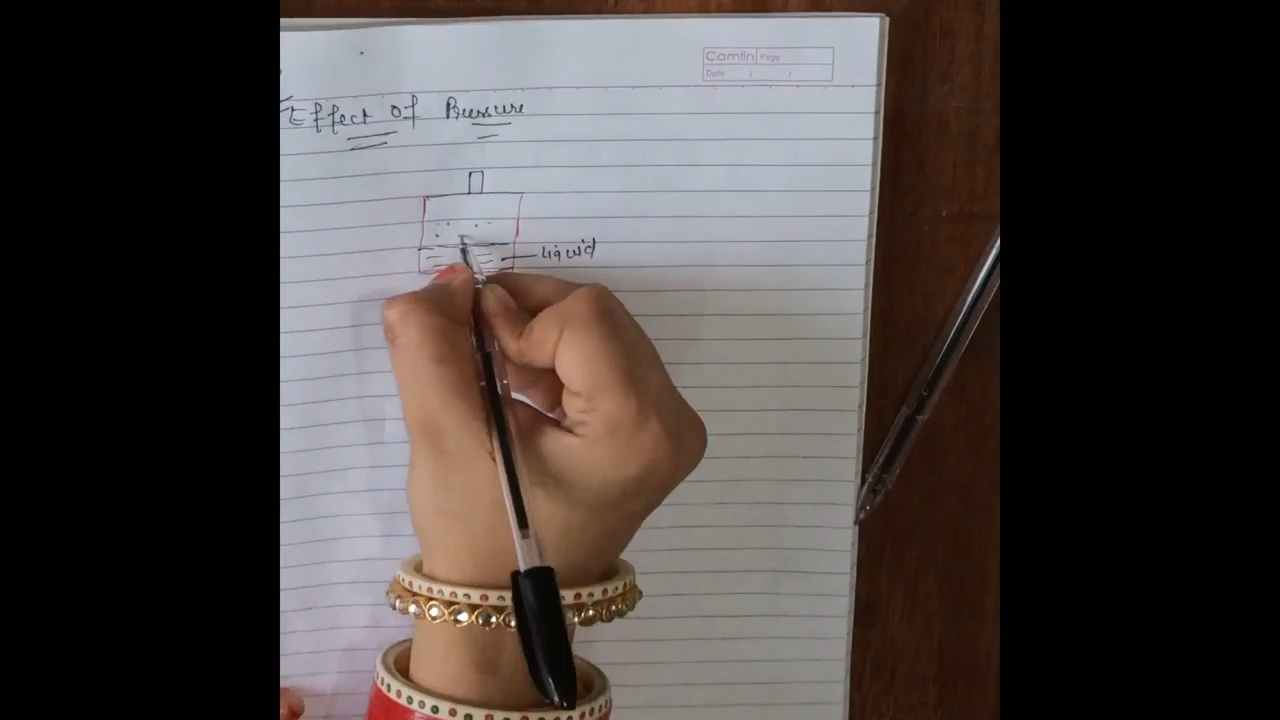 Camlin Page
Date / /
Effect of Pressure
Liquid